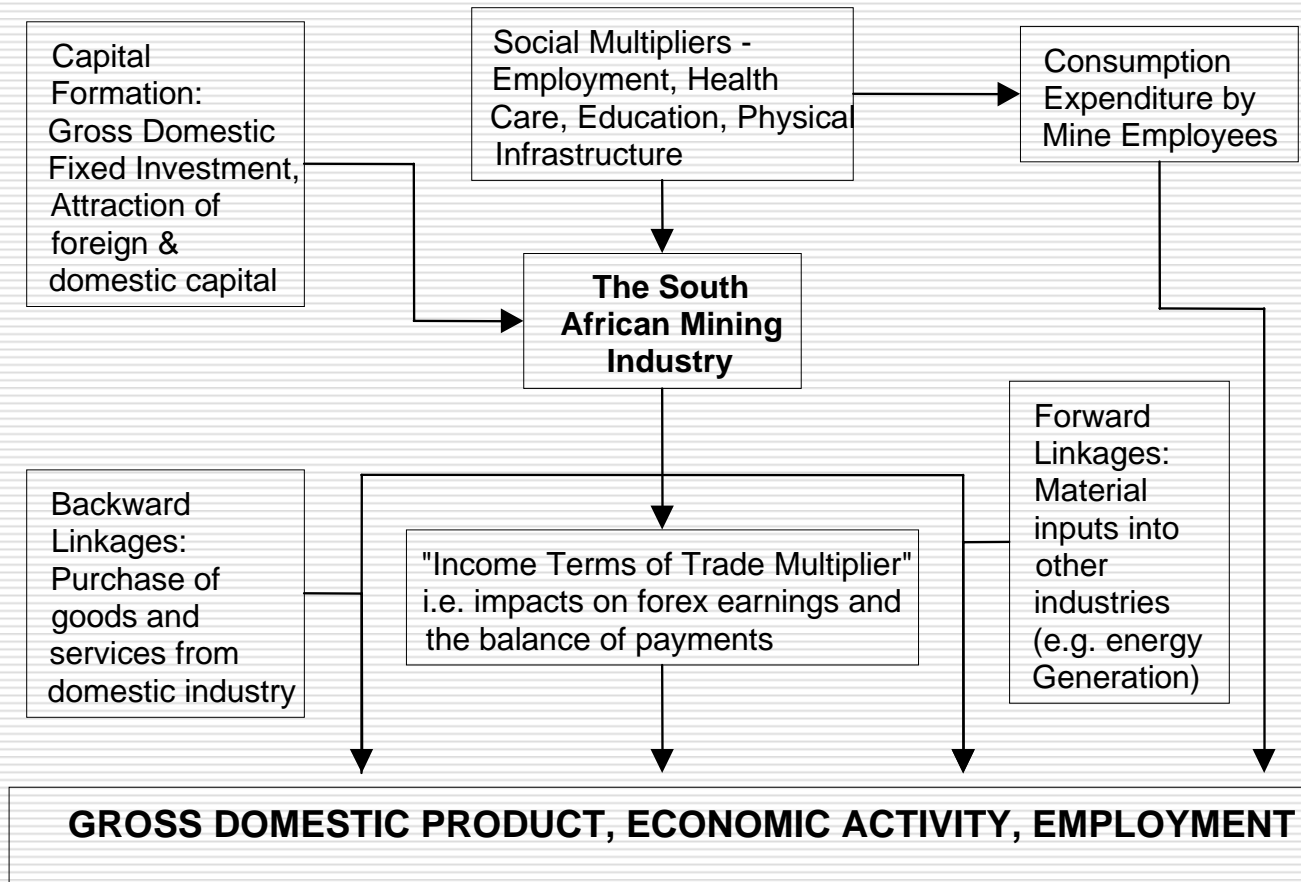 Capital
Formation:
Gross Domestic
Fixed Investment,
Attraction of
foreign &
domestic capital
Social Multipliers -
Employment, Health
Care, Education, Physical
Infrastructure
Consumption
Expenditure by
Mine Employees
The South
African Mining
Industry
Backward
Linkages:
Purchase of
goods and
services from
domestic industry
"Income Terms of Trade Multiplier"
i.e. impacts on forex earnings and
the balance of payments
Forward
Linkages:
Material
inputs into
other
industries
(e.g. energy
Generation)
GROSS DOMESTIC PRODUCT, ECONOMIC ACTIVITY, EMPLOYMENT